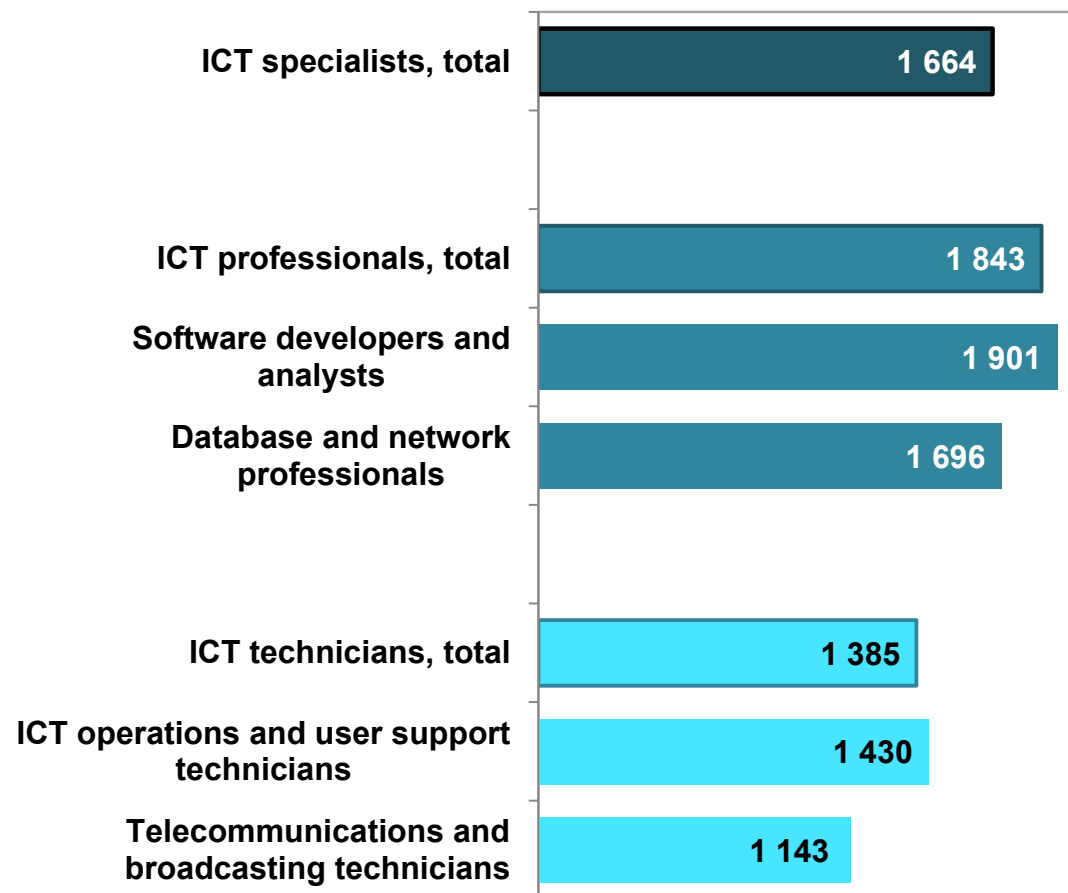 ICT specialists, total
1 664
ICT professionals, total
1 843
Software developers and
analysts
1 901
Database and network
professionals
1 696
ICT technicians, total
1 385
ICT operations and user support
technicians
1 430
Telecommunications and
broadcasting technicians
1 143